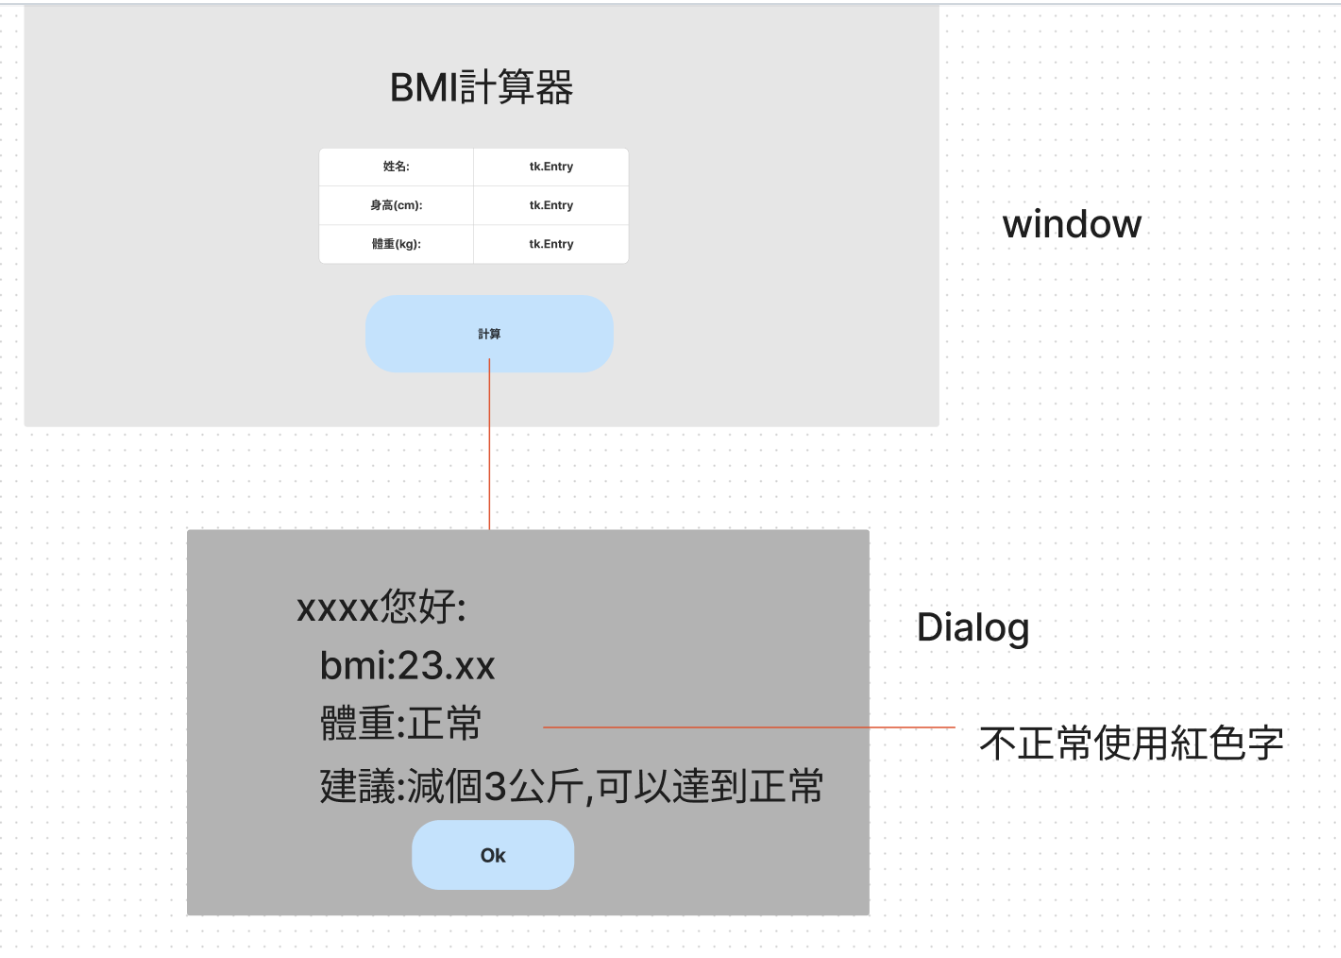 BMI計算器
姓名: tk.Entry
身高(cm): tk.Entry
體重(kg): tk.Entry
window
計算
xxxx您好:
Dialog
bmi:23.xx
體重:正常
不正常使用紅色字
建議:減個3公斤,可以達到正常
Ok